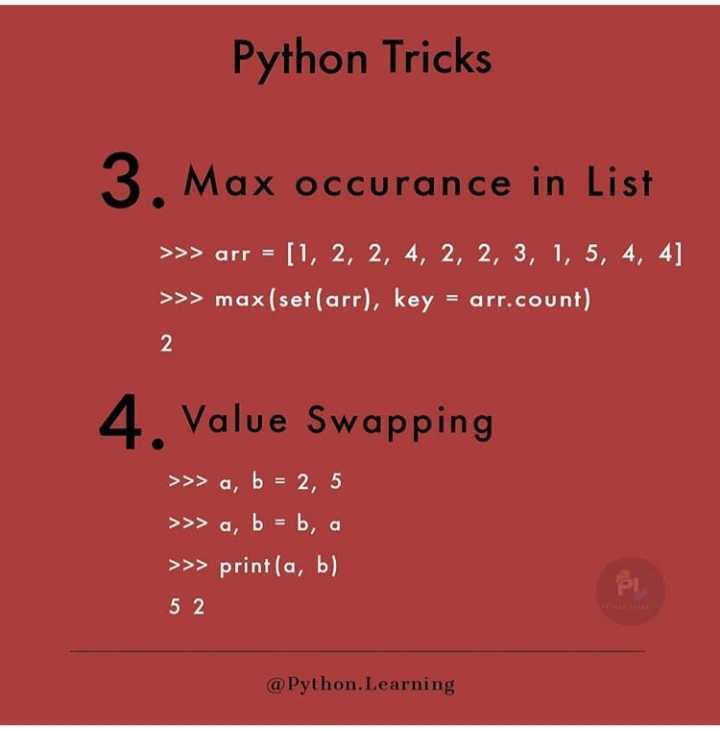 Python Tricks
3. Max occurance in List
>>> arr = [1, 2, 2, 4, 2, 2, 3, 1, 5, 4, 4]
>>> max(set(arr), key = arr.count)
2
4. Value Swapping
>>> a, b = 2, 5
>>> a, b = b, a
>>> print(a, b)
5 2
PL
@Python.Learning